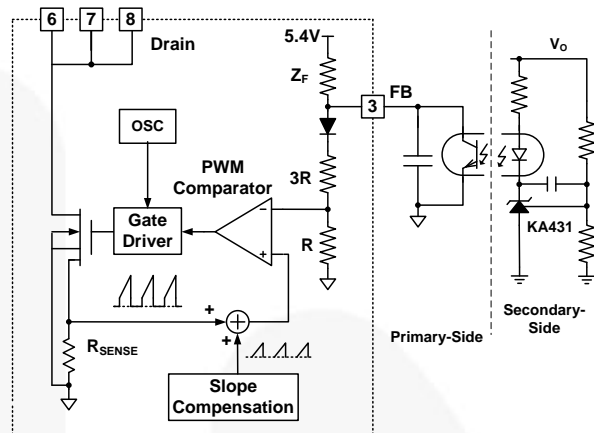 6 7 8
Drain
5.4V
ZF
3 FB
VO
OSC
PWM
Comparator
3R
Gate
Driver
−
+
R
KA431
+
+
RSENSE
Slope
Compensation
Primary-Side
Secondary-
Side